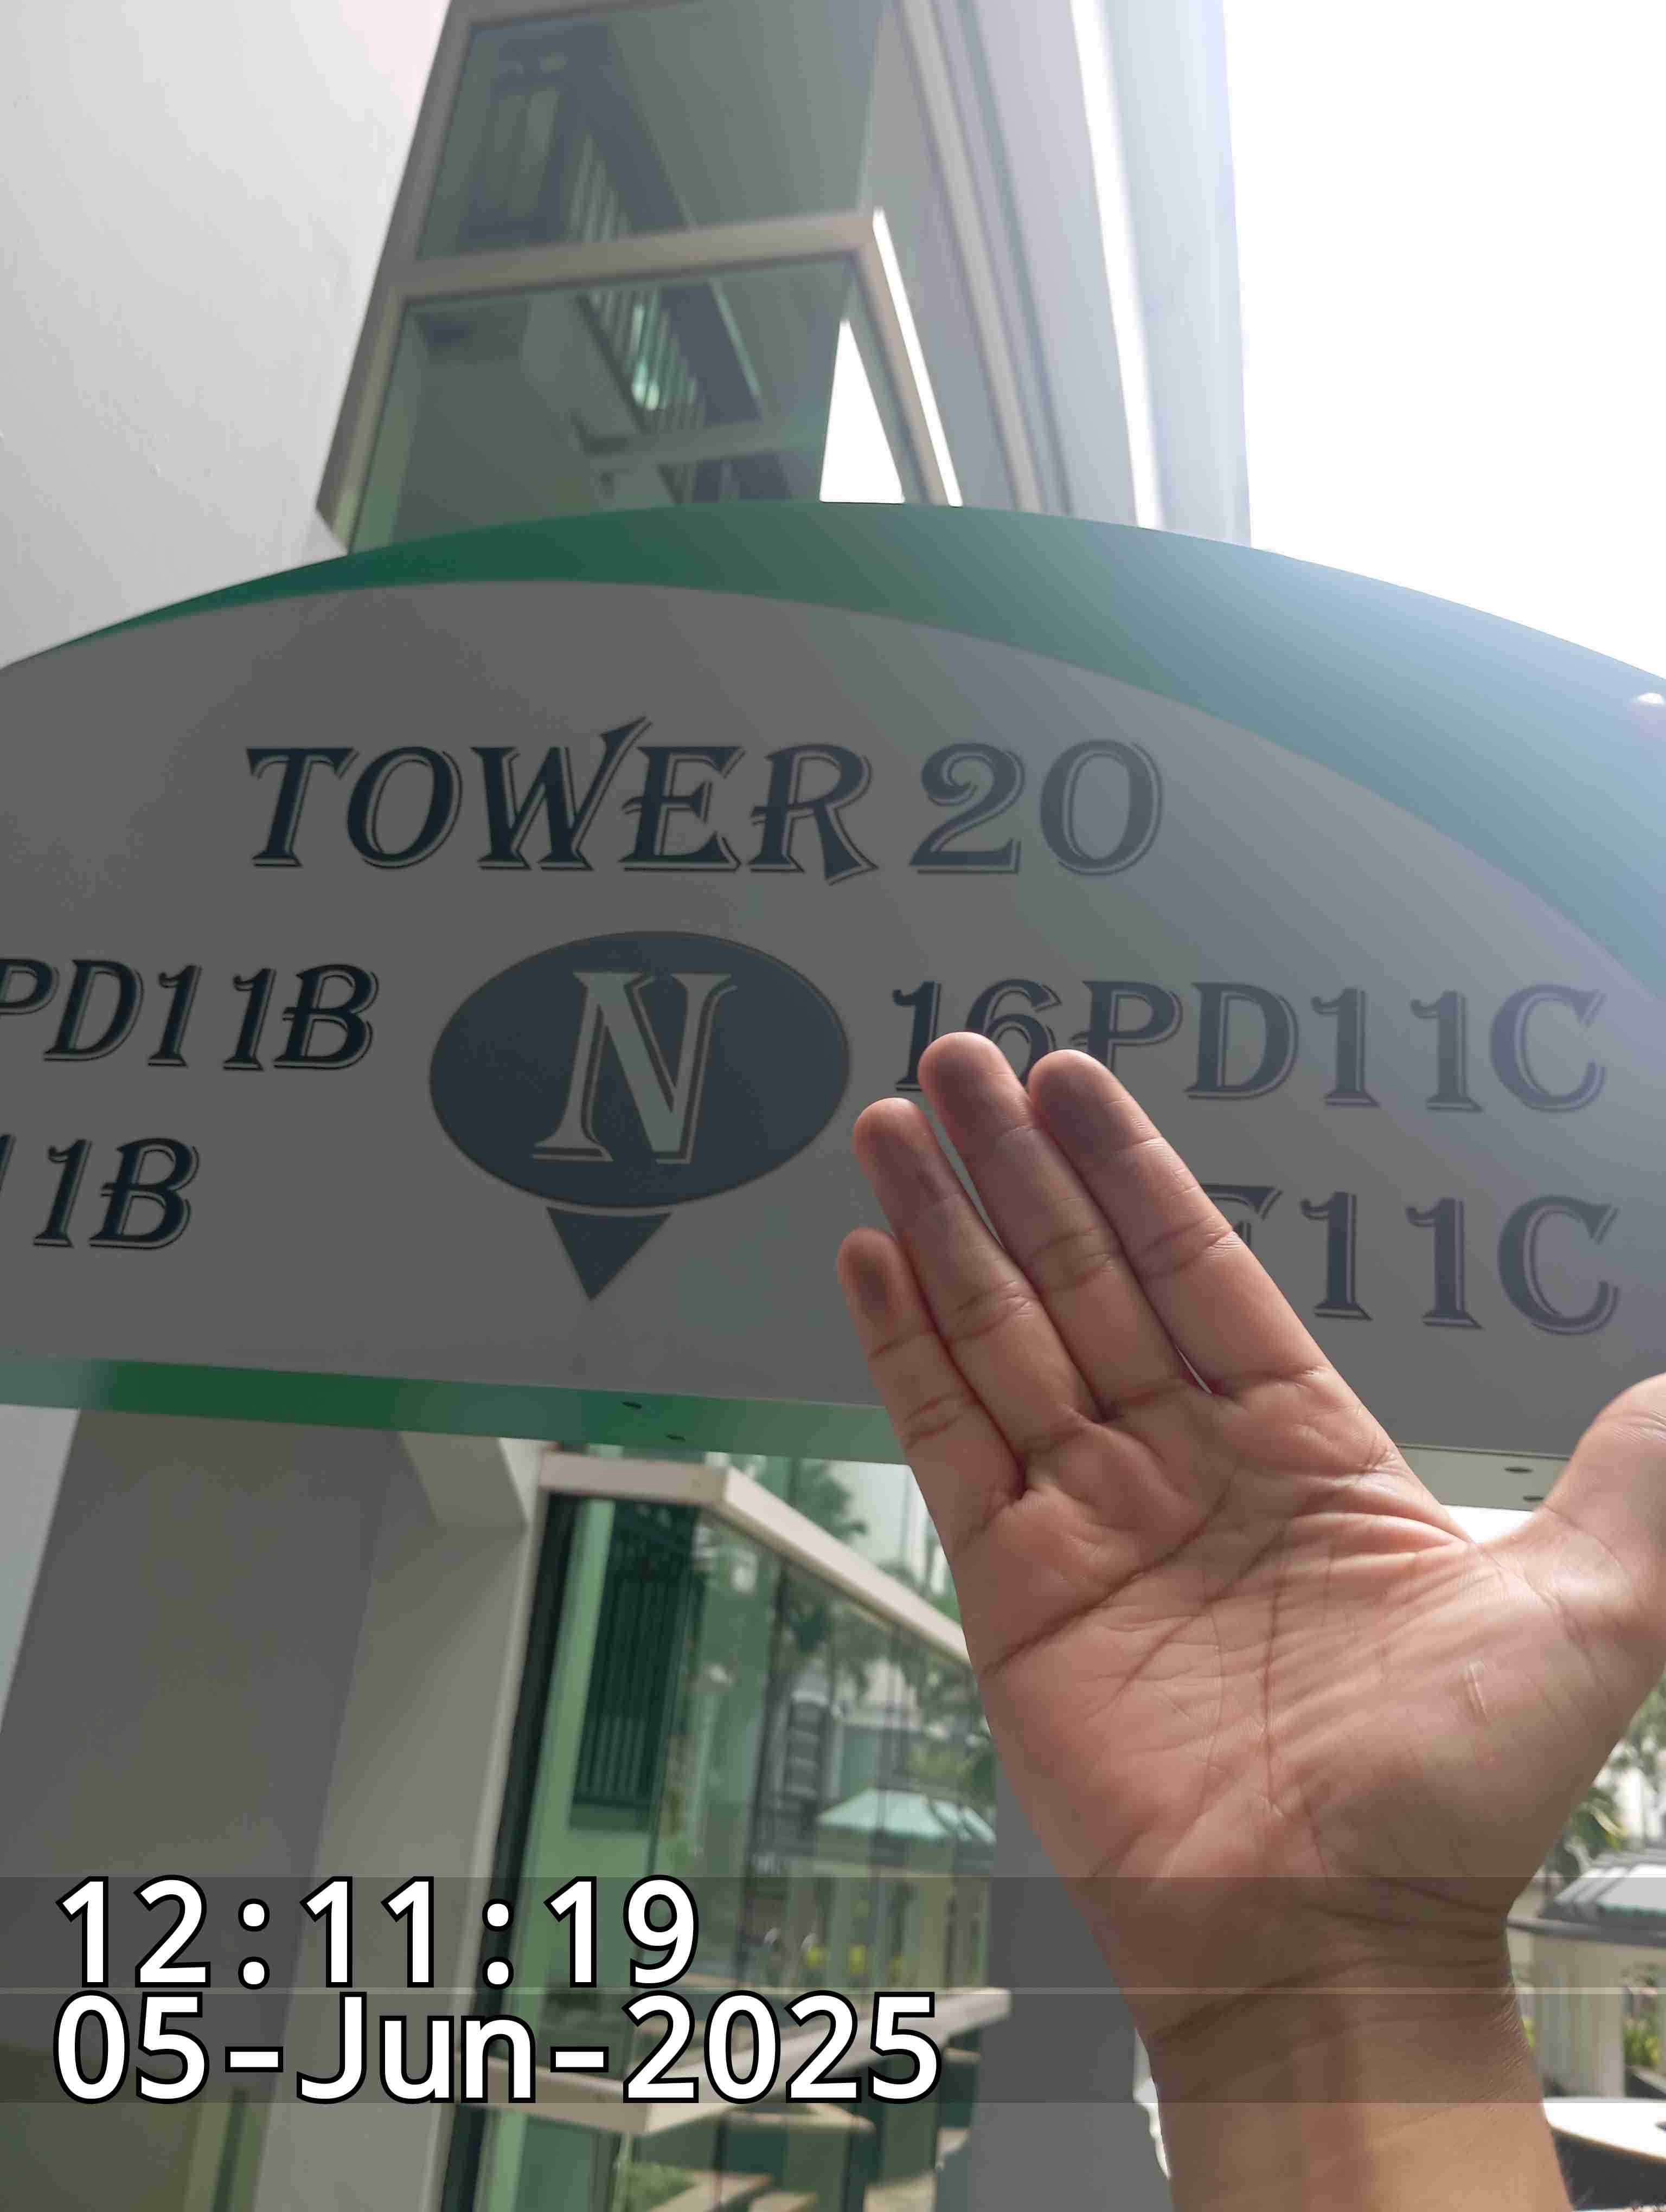 TOWER 20
PD11B N 16PD11C
11B 11C
12:11:19
05-Jun-2025